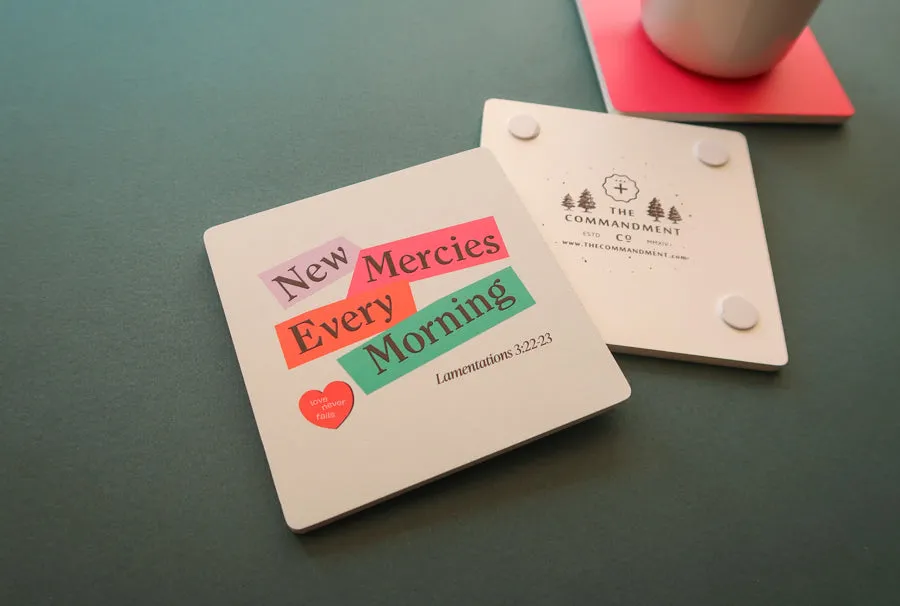 New Mercies
Every
Morning
Lamentations 3:22-23
love
never
fails
THE
COMMANDMENT
ESTD Co MMXIV
www.THECOMMANDMENT.com